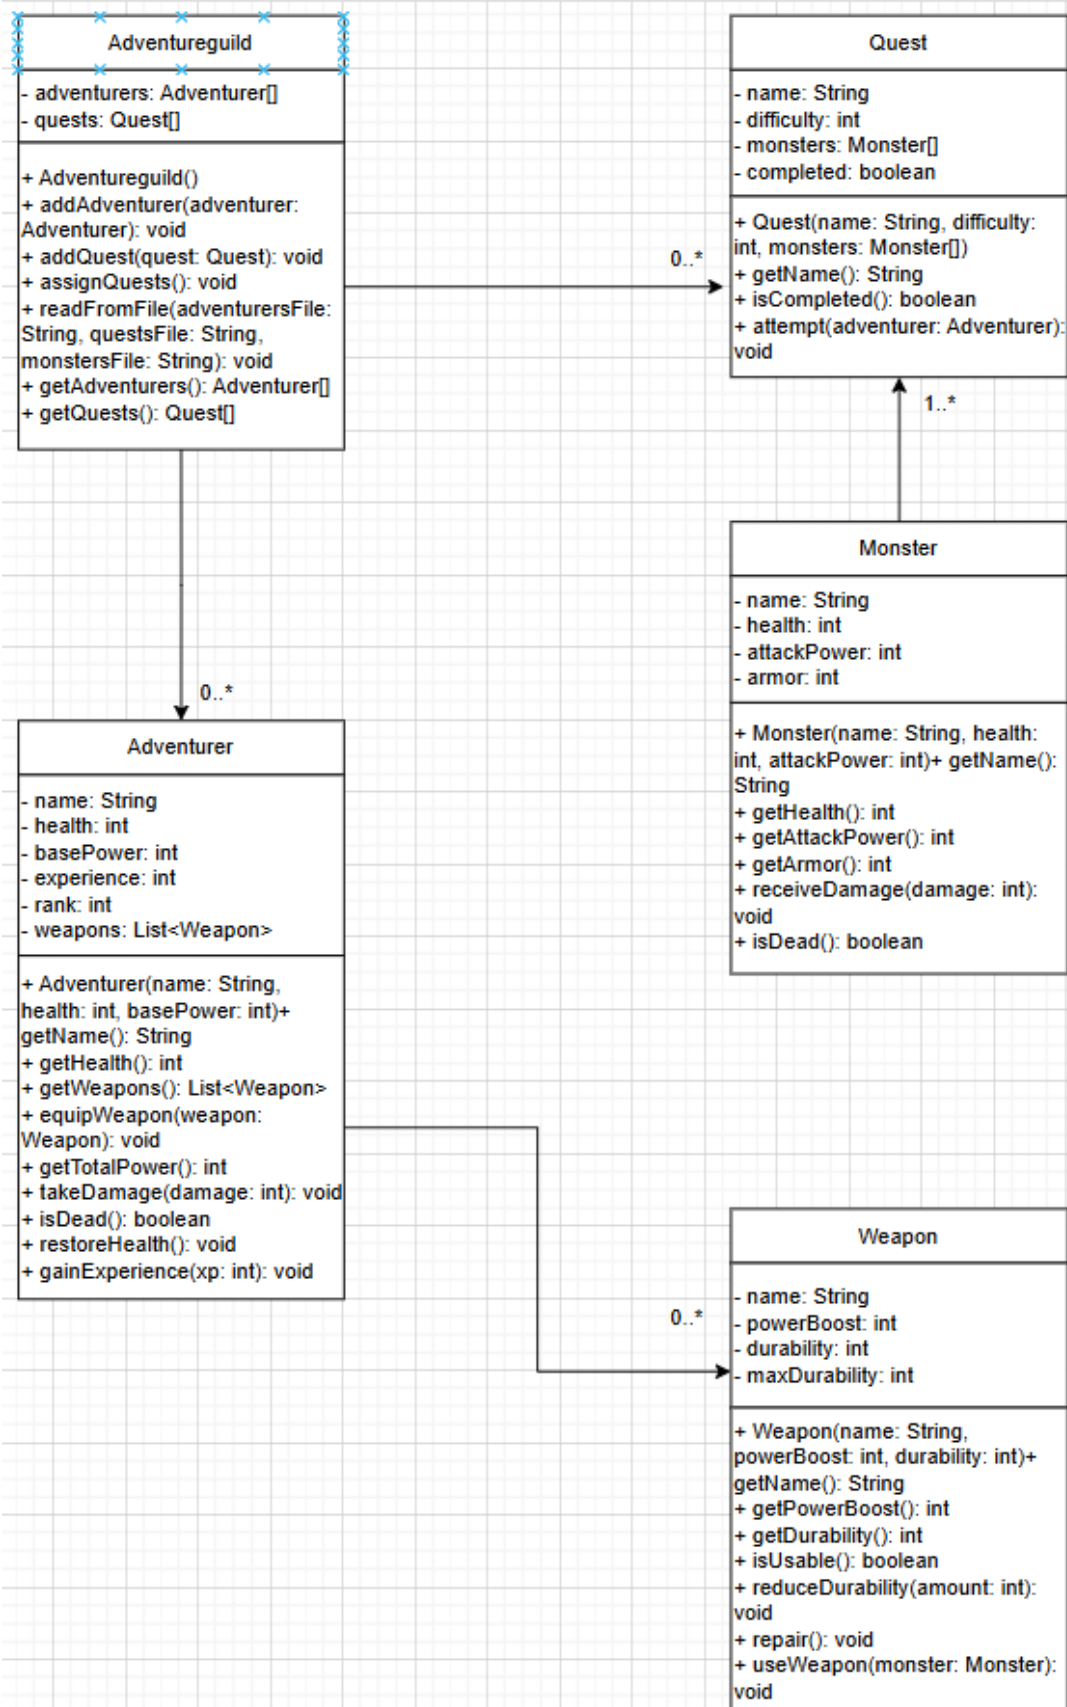 Adventureguild
- adventurers: Adventurer[]
- quests: Quest[]
+ Adventureguild()
+ addAdventurer(adventurer:
Adventurer): void
+ addQuest(quest: Quest): void
+ assignQuests(): void
+ readFromFile(adventurersFile:
String, questsFile: String,
monstersFile: String): void
+ getAdventurers(): Adventurer[]
+ getQuests(): Quest[]
0..*
Quest
- name: String
- difficulty: int
- monsters: Monster[]
- completed: boolean
+ Quest(name: String, difficulty:
int, monsters: Monster[])
+ getName(): String
+ isCompleted(): boolean
+ attempt(adventurer: Adventurer):
void
1..*
Monster
- name: String
- health: int
- attackPower: int
- armor: int
+ Monster(name: String, health:
int, attackPower: int)+ getName():
String
+ getHealth(): int
+ getAttackPower(): int
+ getArmor(): int
+ receiveDamage(damage: int):
void
+ isDead(): boolean
0..*
Adventurer
- name: String
- health: int
- basePower: int
- experience: int
- rank: int
- weapons: List<Weapon>
+ Adventurer(name: String,
health: int, basePower: int)+
getName(): String
+ getHealth(): int
+ getWeapons(): List<Weapon>
+ equipWeapon(weapon:
Weapon): void
+ getTotalPower(): int
+ takeDamage(damage: int): void
+ isDead(): boolean
+ restoreHealth(): void
+ gainExperience(xp: int): void
0..*
Weapon
- name: String
- powerBoost: int
- durability: int
- maxDurability: int
+ Weapon(name: String,
powerBoost: int, durability: int)+
getName(): String
+ getPowerBoost(): int
+ getDurability(): int
+ isUsable(): boolean
+ reduceDurability(amount: int):
void
+ repair(): void
+ useWeapon(monster: Monster):
void